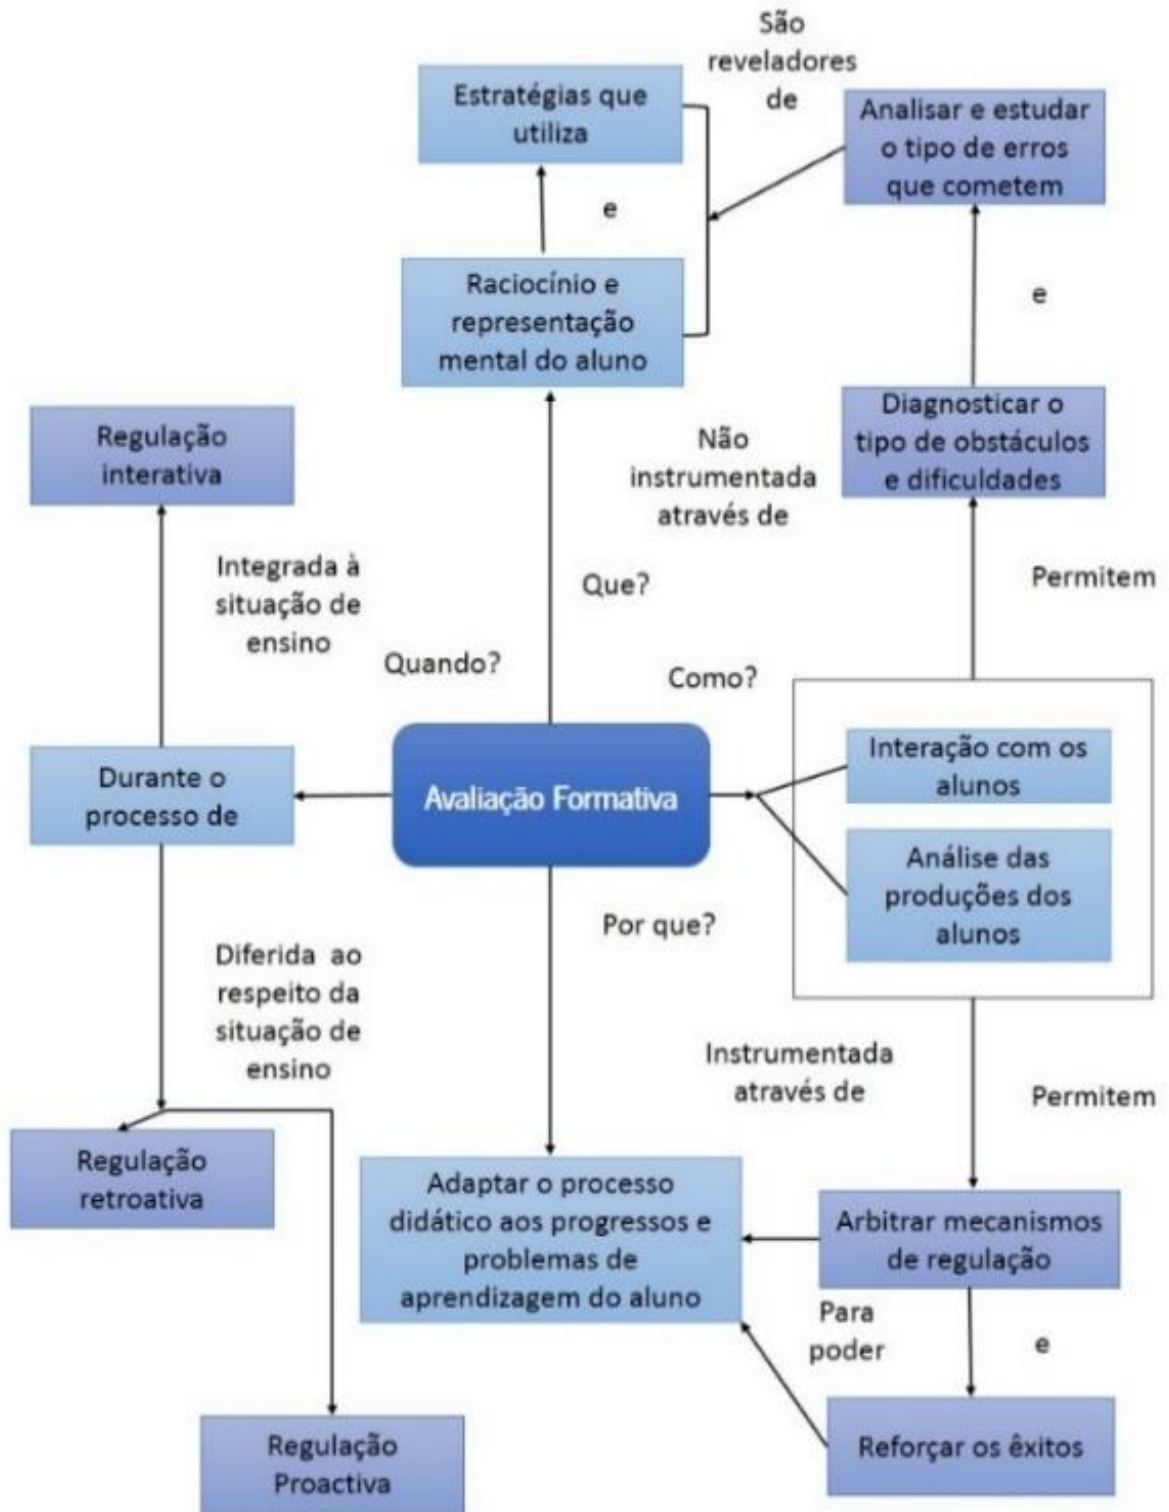 São
reveladores
de
Estratégias que
utiliza
Analisar e estudar
o tipo de erros
que cometem
e
Raciocínio e
representação
mental do aluno
e
Regulação
interativa
Não
instrumentada
através de
Diagnosticar o
tipo de obstáculos
e dificuldades
Integrada à
situação de
ensino
Que?
Permitem
Quando?
Como?
Durante o
processo de
Avaliação Formativa
Interação com os
alunos
Análise das
produções dos
alunos
Por que?
Diferida ao
respeito da
situação de
ensino
Instrumentada
através de
Permitem
Regulação
retroativa
Adaptar o processo
didático aos progressos e
problemas de
aprendizagem do aluno
Arbitrar mecanismos
de regulação
Para
poder
e
Regulação
Proactiva
Reforçar os êxitos